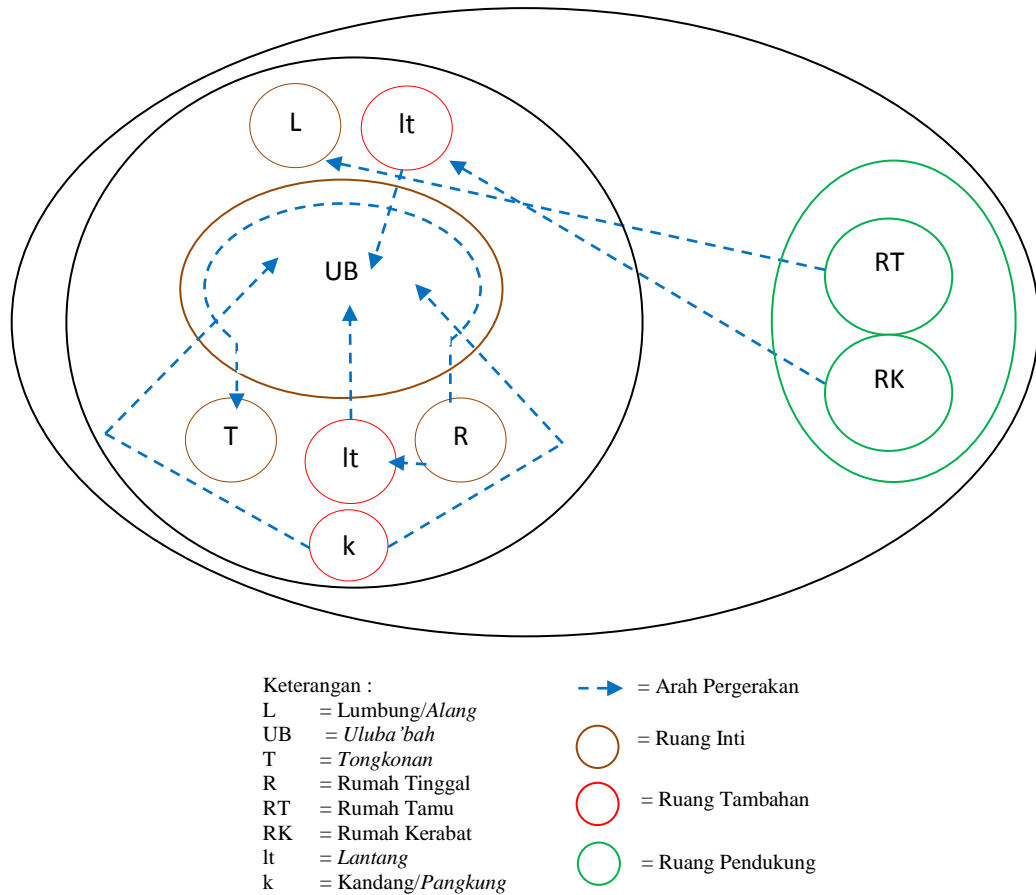 L
lt
UB
RT
RK
T
lt
R
k
Keterangan :
L = Lumbung/Alang
UB = Uluba’bah
T = Tongkonan
R = Rumah Tinggal
RT = Rumah Tamu
RK = Rumah Kerabat
lt = Lantang
k = Kandang/Pangkung
= Arah Pergerakan
= Ruang Inti
= Ruang Tambahan
= Ruang Pendukung